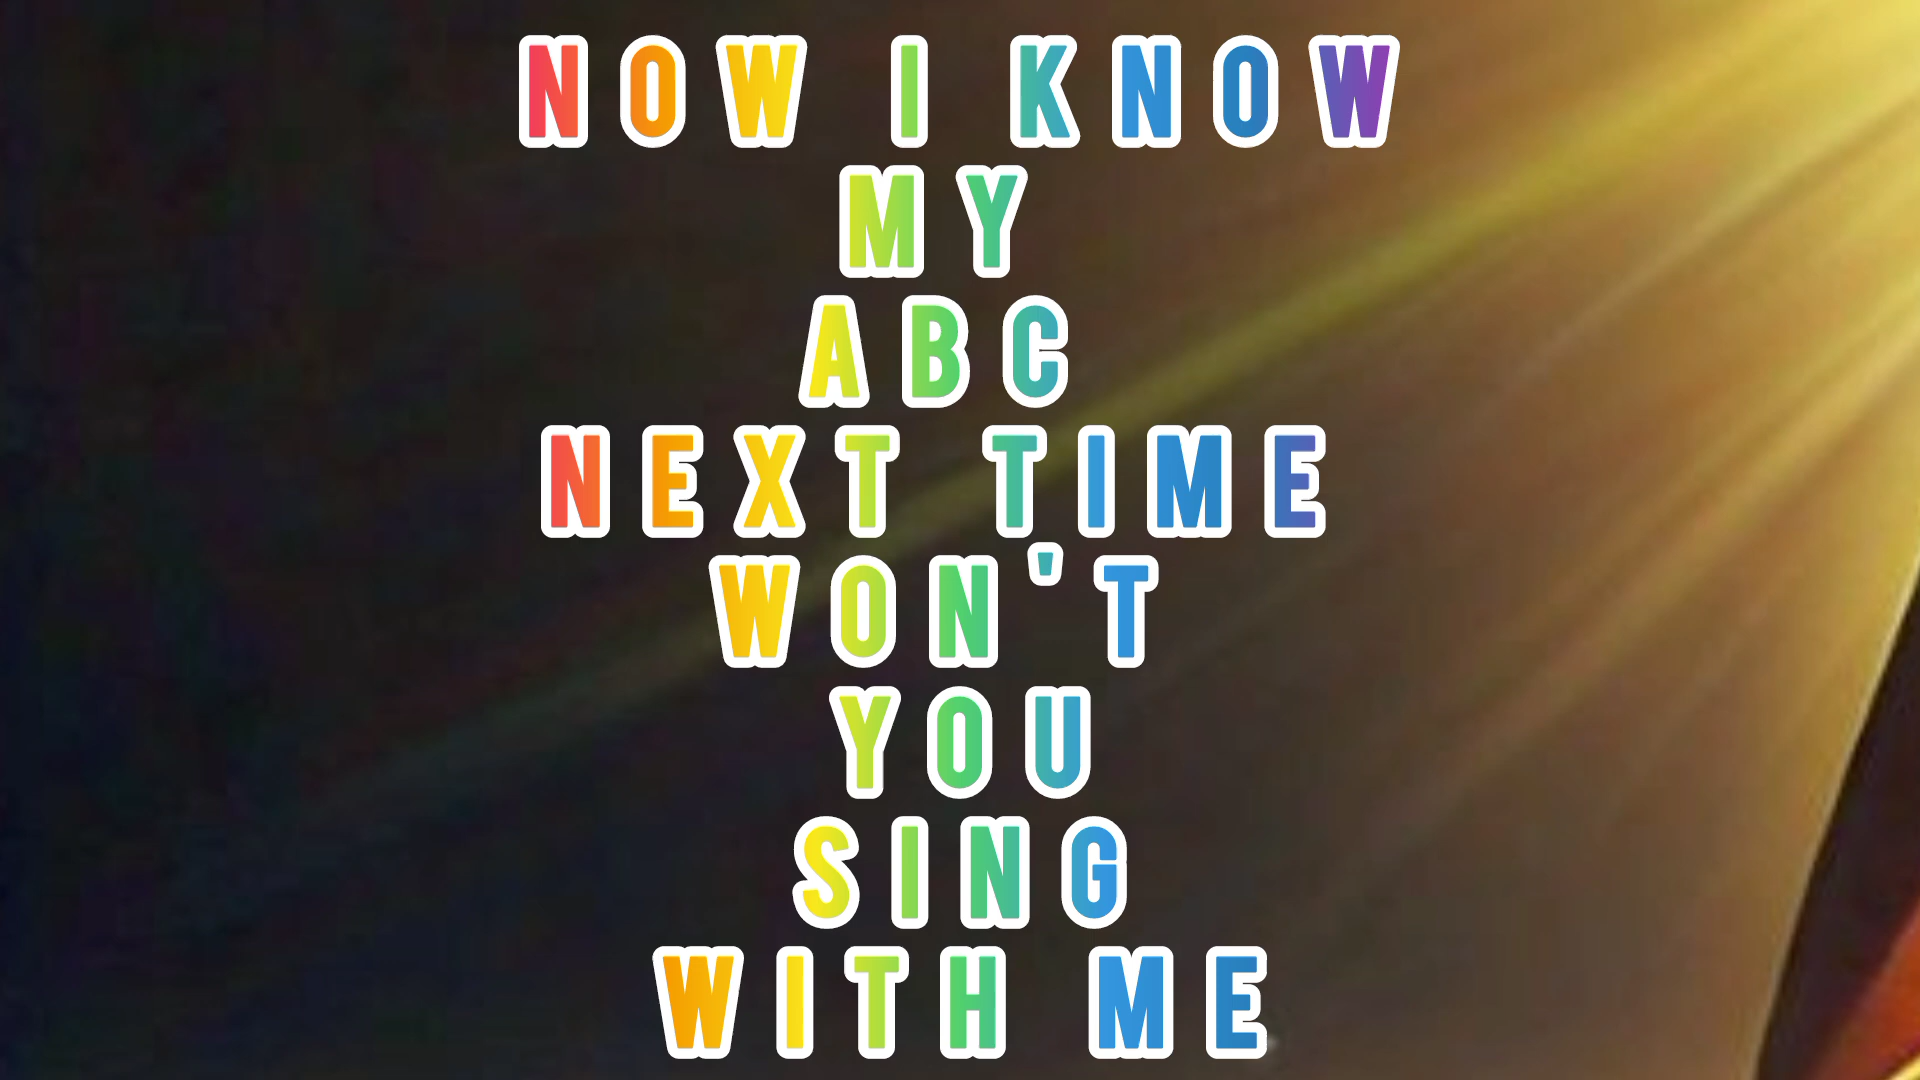 NOW I KNOW
MY
ABC
NEXT TIME
WON'T
YOU
SING
WITH ME